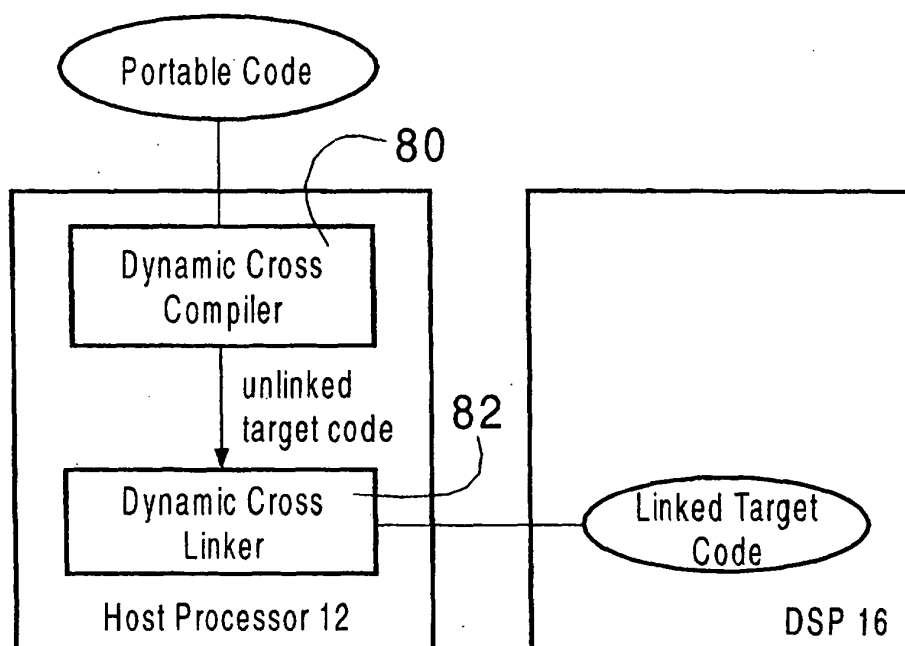 Portable Code
80
Dynamic Cross
Compiler
unlinked
target code
82
Dynamic Cross
Linker
Linked Target
Code
Host Processor 12
DSP 16